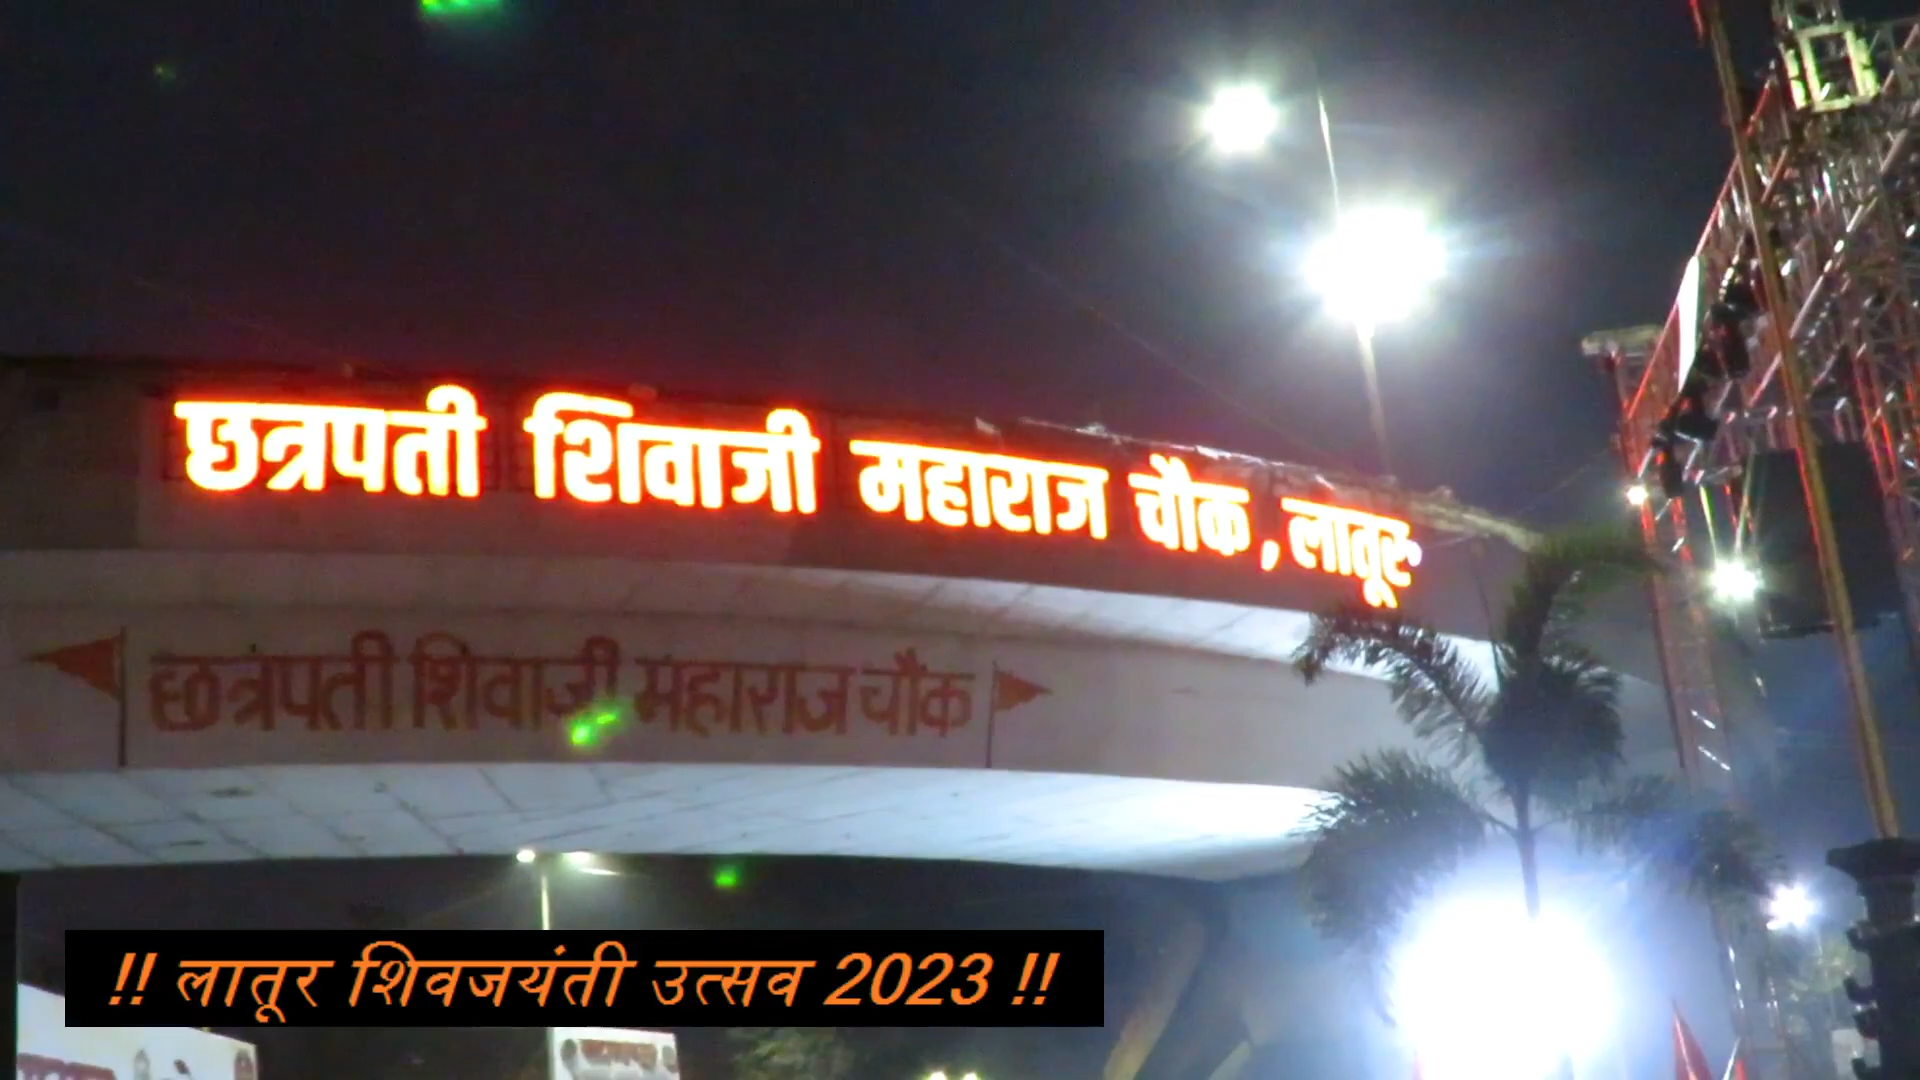 छत्रपती शिवाजी महाराज चौक, लातूर
छत्रपती शिवाजी महाराज चौक
!! लातूर शिवजयंती उत्सव 2023 !!